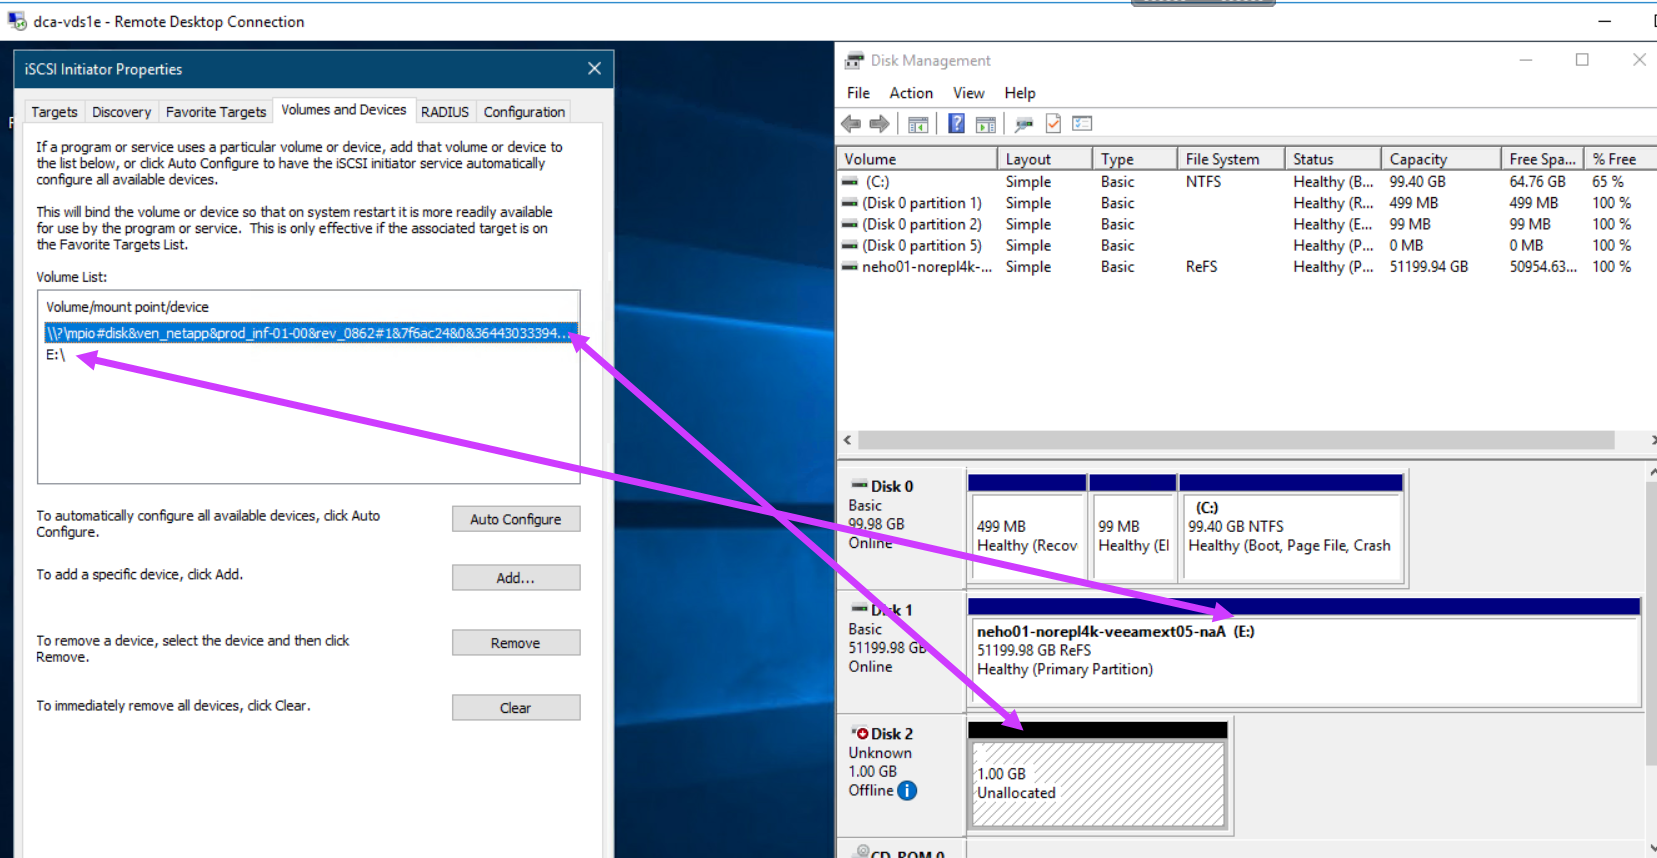 dca-vds1e - Remote Desktop Connection
iSCSI Initiator Properties
Targets Discovery Favorite Targets Volumes and Devices RADIUS Configuration
If a program or service uses a particular volume or device, add that volume or device to
the list below, or click Auto Configure to have the iSCSI initiator service automatically
configure all available devices.
This will bind the volume or device so that on system restart it is more readily available
for use by the program or service. This is only effective if the associated target is on
the Favorite Targets List.
Volume List:
Volume/mount point/device
\\?\mpio#disk&ven_netapp&prod_inf-01-00&rev_0862#1&7f6ac24&0&36443033394...
E:\
To automatically configure all available devices, click Auto
Configure.
Auto Configure
To add a specific device, click Add.
Add...
To remove a device, select the device and then click
Remove.
Remove
To immediately remove all devices, click Clear.
Clear
Disk Management
File Action View Help
Volume Layout Type File System Status Capacity Free Spa... % Free
(C:) Simple Basic NTFS Healthy (B... 99.40 GB 64.76 GB 65 %
(Disk 0 partition 1) Simple Basic Healthy (R... 499 MB 499 MB 100 %
(Disk 0 partition 2) Simple Basic Healthy (E... 99 MB 99 MB 100 %
(Disk 0 partition 5) Simple Basic Healthy (P... 0 MB 0 MB 100 %
neho01-norepl4k-... Simple Basic ReFS Healthy (P... 51199.94 GB 50954.63... 100 %
Disk 0
Basic
99.98 GB
Online
499 MB
Healthy (Recov
99 MB
Healthy (EI
(C:)
99.40 GB NTFS
Healthy (Boot, Page File, Crash
Disk 1
Basic
51199.98 GB
Online
neho01-norepl4k-veeamext05-naA (E:)
51199.98 GB ReFS
Healthy (Primary Partition)
Disk 2
Unknown
1.00 GB
Offline
1.00 GB
Unallocated
CD-ROM 0